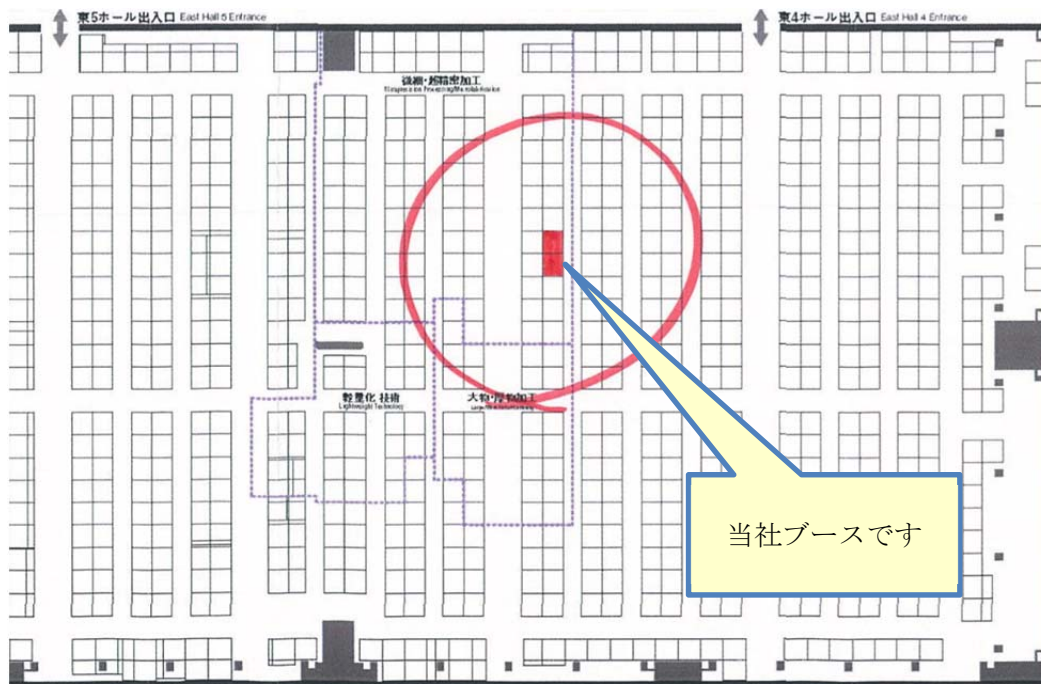 東5ホール出入口 East Hall 5 Entrance
東4ホール出入口 East Hall 4 Entrance
微細・超精密加工
軽量化 技術
Lightweight Technology
大物・厚物加工
当社ブースです